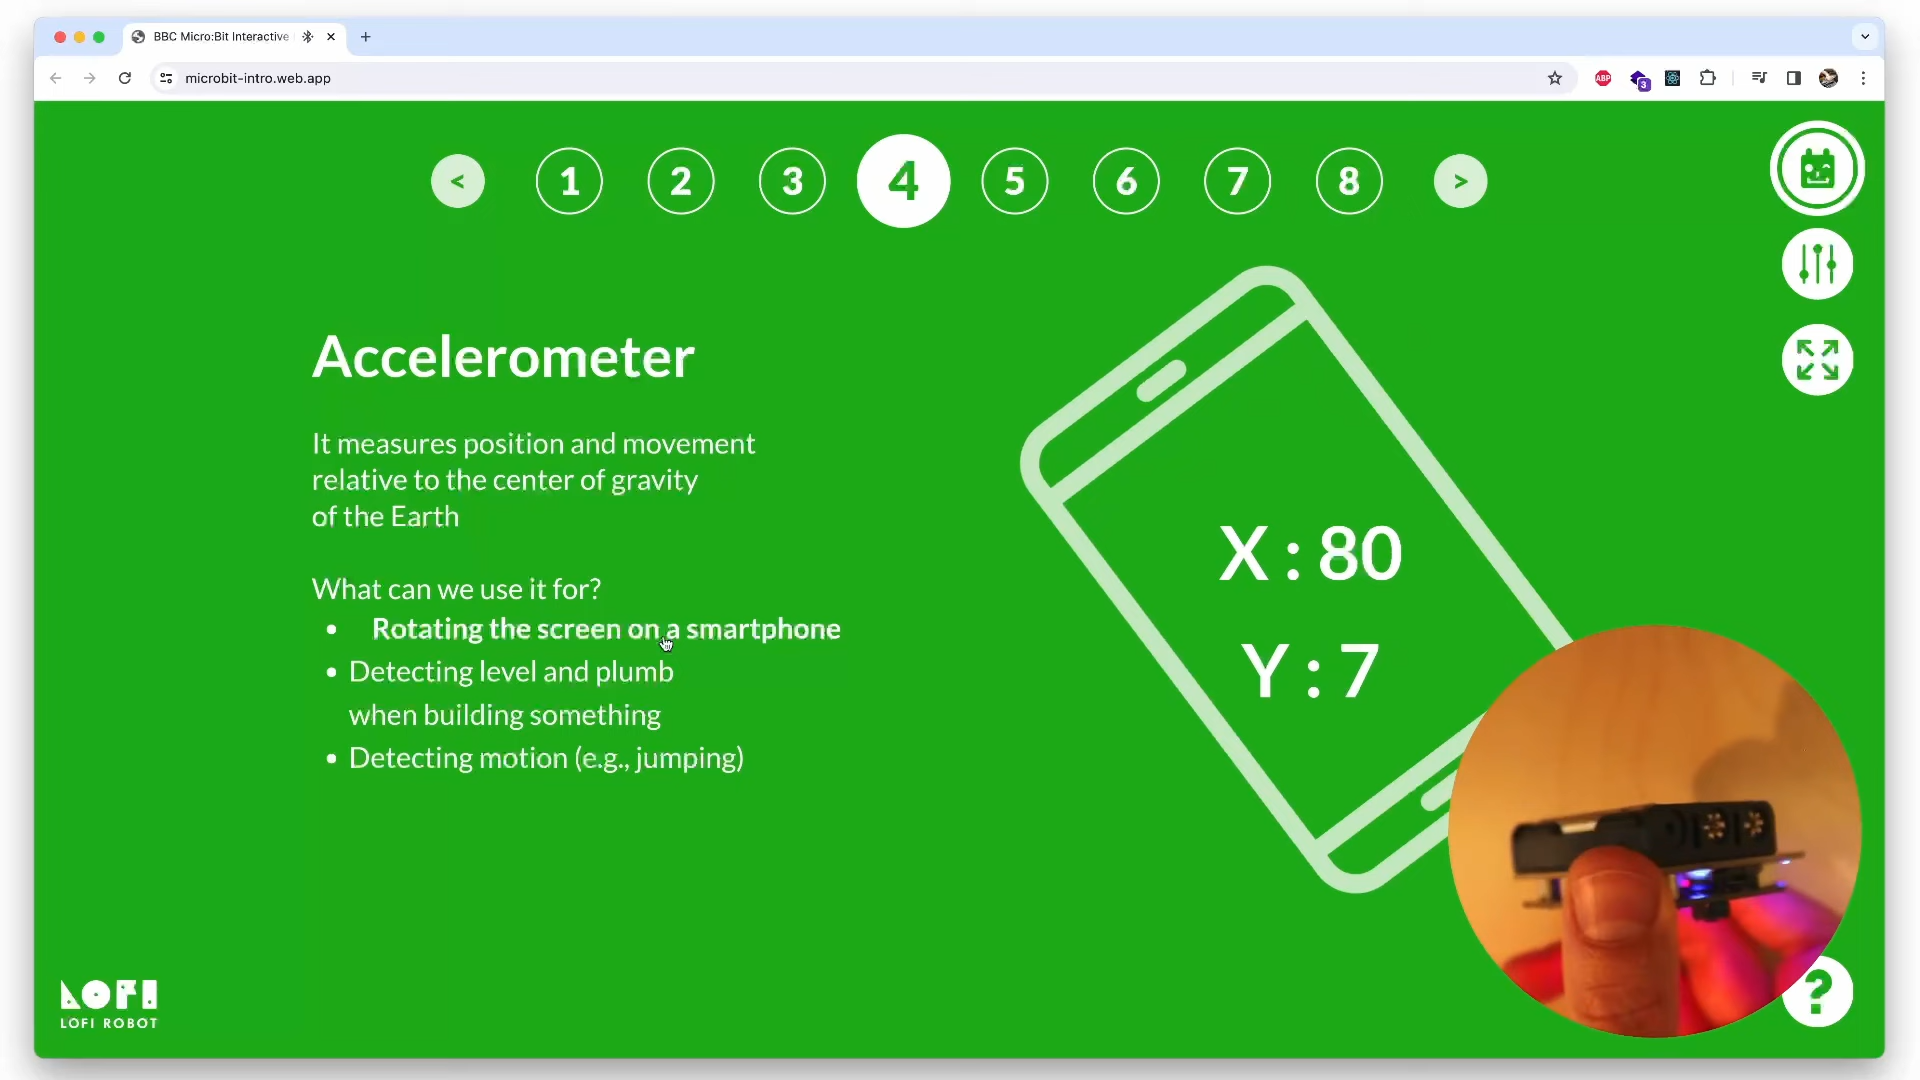 BBC Micro:Bit Interactive
microbit-intro.web.app
ABP
3
< 1 2 3 4 5 6 7 8 >
Accelerometer
It measures position and movement
relative to the center of gravity
of the Earth
What can we use it for?
• Rotating the screen on a smartphone
• Detecting level and plumb
when building something
• Detecting motion (e.g., jumping)
X : 80
Y : 7
LOFI
LOFI ROBOT
?